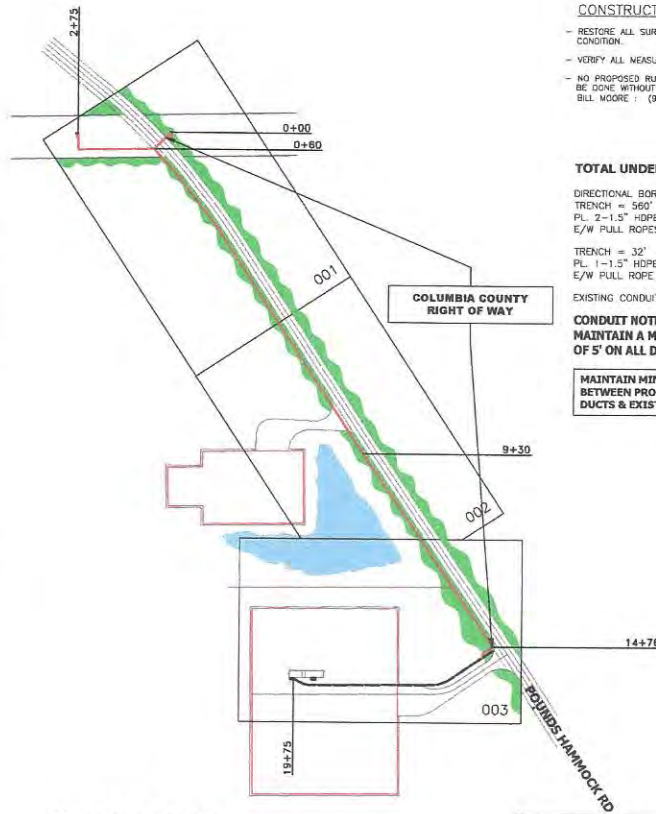 2+75
CONSTRUCT
- RESTORE ALL SUR
CONDITION.
- VERIFY ALL MEASU
- NO PROPOSED RU
BE DONE WITHOUT
BILL MOORE : (9
0+00
0+60
TOTAL UNDE
DIRECTIONAL BOR
TRENCH = 560'
PL. 2-1.5" HDPE
E/W PULL ROPES
TRENCH = 32'
PL. 1-1.5" HDPE
E/W PULL ROPE
EXISTING CONDUI
001
COLUMBIA COUNTY
RIGHT OF WAY
CONDUIT NOTE
MAINTAIN A M
OF 5' ON ALL D
MAINTAIN MIN
BETWEEN PRO
DUCTS & EXIST
9+30
002
14+76
003
19+75
POUNDS HAMMOCK RD